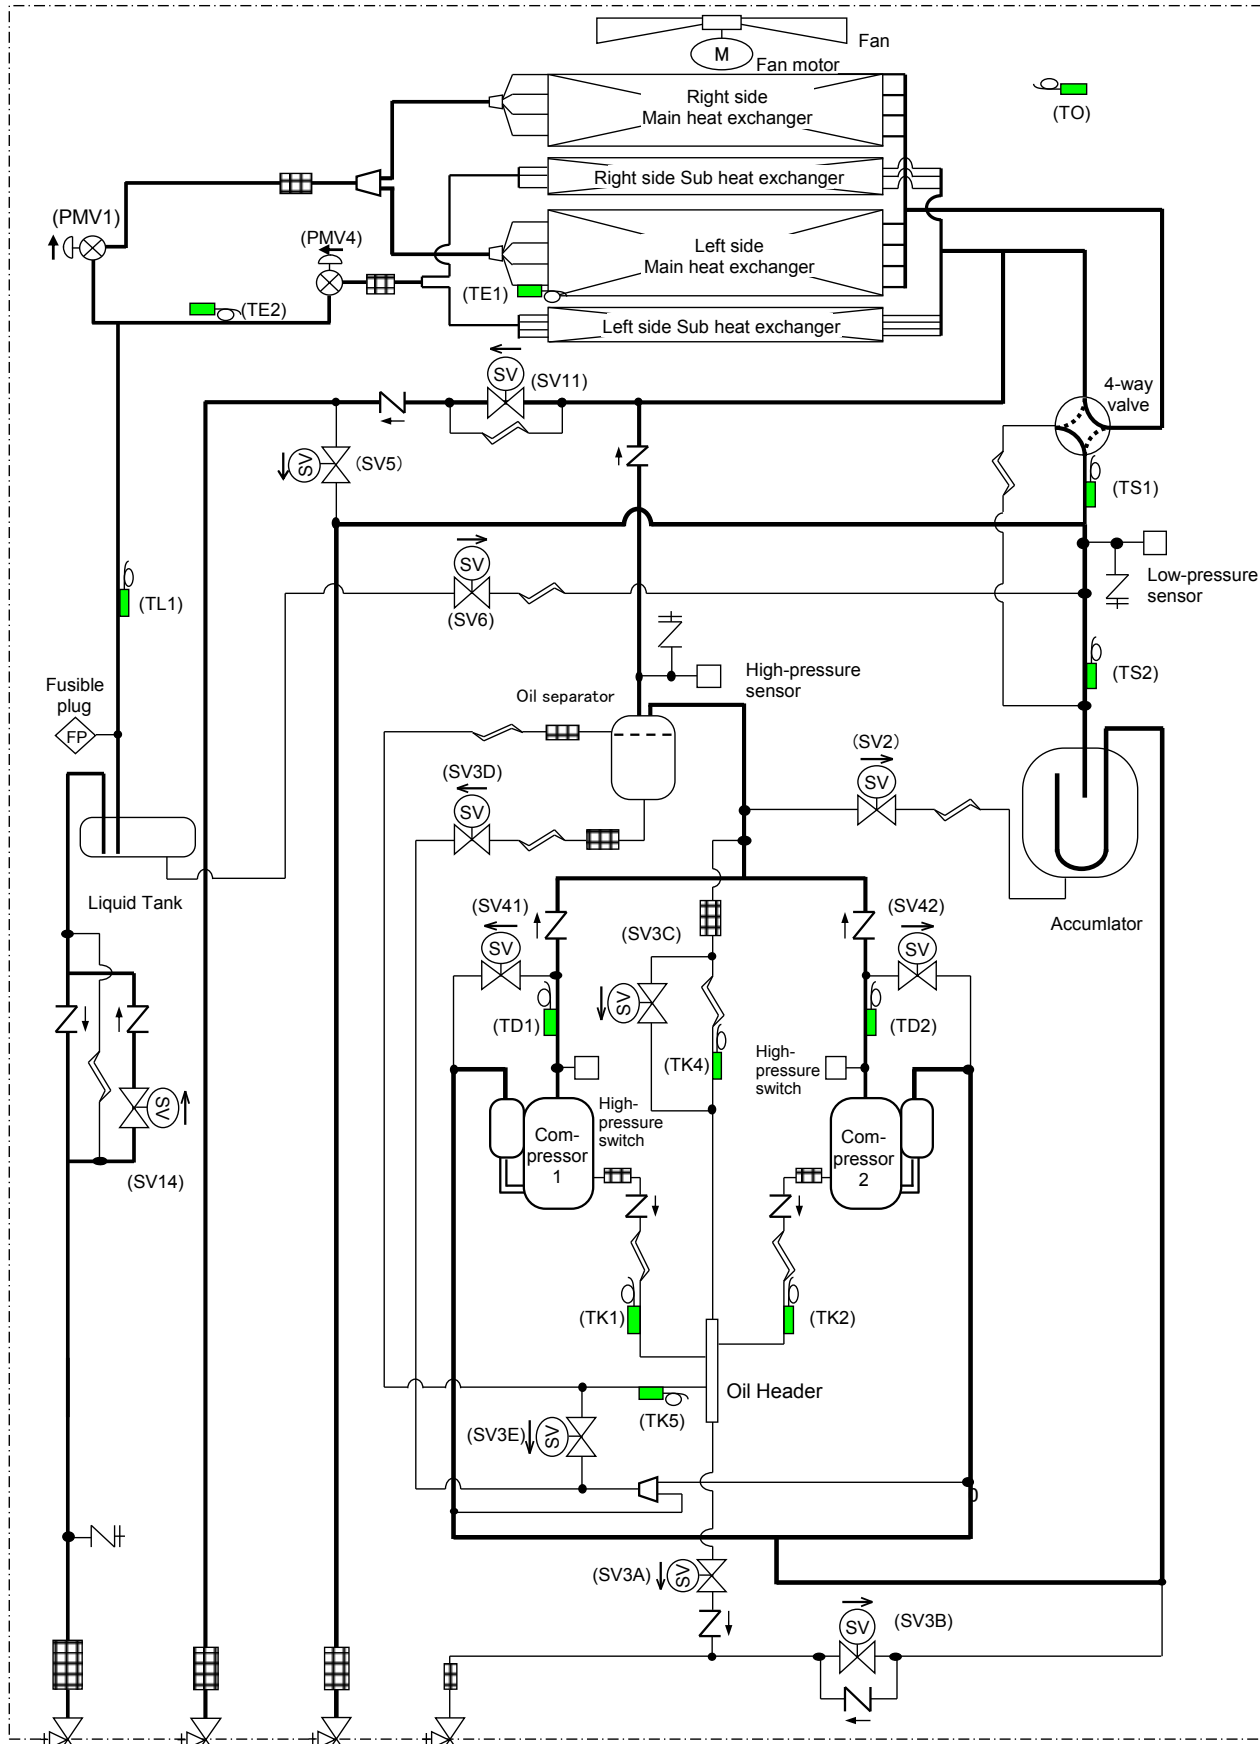 Fan
M
Fan motor
Right side
Main heat exchanger
(TO)
Right side Sub heat exchanger
(PMV1)
(PMV4)
Left side
Main heat exchanger
(TE1)
(TE2)
Left side Sub heat exchanger
SV
(SV11)
4-way
valve
SV
(SV5)
(TS1)
SV
(SV6)
Low-pressure
sensor
(TL1)
(TS2)
Fusible
plug
FP
Oil separator
High-pressure
sensor
(SV2)
SV
(SV3D)
SV
Liquid Tank
Accumlator
(SV41)
SV
(SV3C)
SV
(SV42)
SV
(TD1)
(TD2)
(TK4)
High-
pressure
switch
SV
(SV14)
High-
pressure
switch
Com-
pressor
1
Com-
pressor
2
(TK1)
(TK2)
Oil Header
(TK5)
(SV3E)
SV
(SV3A)
SV
SV
(SV3B)